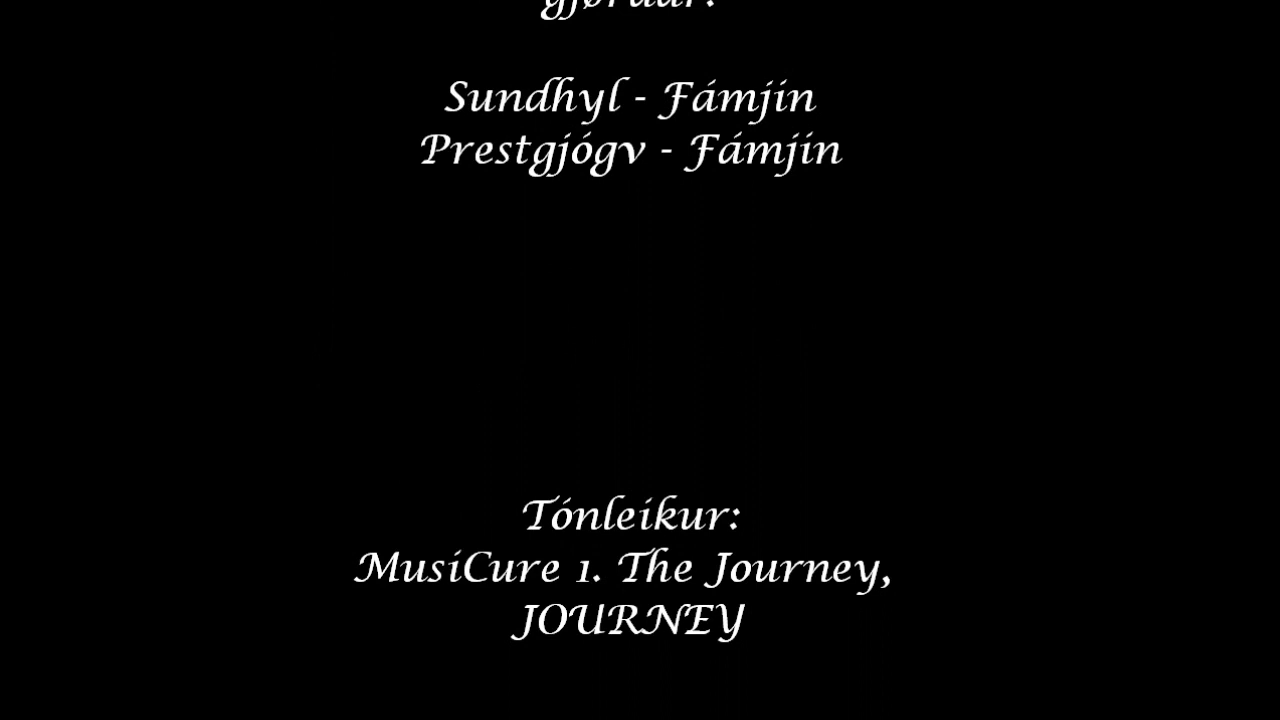 Sundhyl - Fámjin
Prestgjógv - Fámjin
Tónleikur:
MusiCure 1. The Journey,
JOURNEY